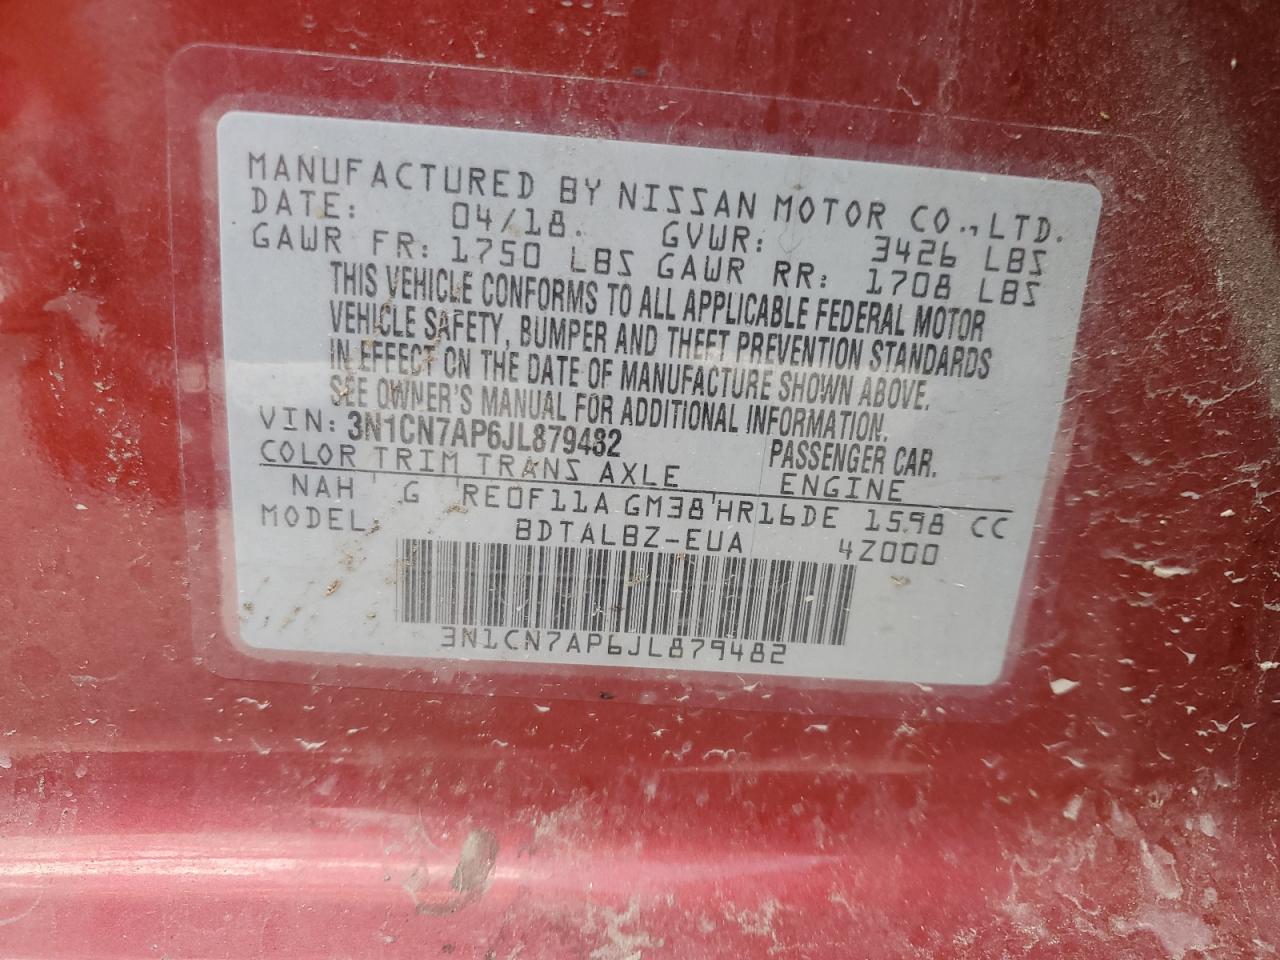 MANUFACTURED BY NISSAN MOTOR CO., LTD.
DATE: 04/18. GVWR: 3426 LBS
GAWR FR: 1750 LBS GAWR RR: 1708 LBS
THIS VEHICLE CONFORMS TO ALL APPLICABLE FEDERAL MOTOR
VEHICLE SAFETY, BUMPER AND THEFT PREVENTION STANDARDS
IN EFFECT ON THE DATE OF MANUFACTURE SHOWN ABOVE.
SEE OWNER'S MANUAL FOR ADDITIONAL INFORMATION.
VIN: 3N1CN7AP6JL879482 PASSENGER CAR.
COLOR TRIM TRANS AXLE ENGINE
NAH G RE0F11A GM38 HR16DE 1598 CC
MODEL BDTALBZ-EUA 4Z000
3N1CN7AP6JL879482